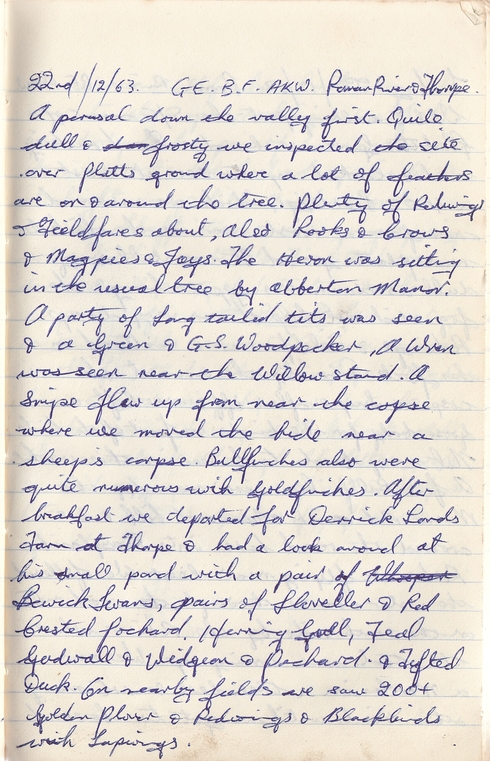 22nd/12/63. GE. B.F. AKW. Roman River & Thorpe.
A perusal down the valley first. Quite
dull & frosty we inspected the site
over Pletts ground where a lot of feathers
are on & around the tree. Plenty of Redwings
& Fieldfares about, Also Rooks & Crows
& Magpies & Jays. The Heron was sitting
in the usual tree by Abberton Manor.
A party of Long tailed tits was seen
& a Green & G.S. Woodpecker, A Wren
was seen near the Willow stand. A
Snipe flew up from near the copse
where we moved the hide near a
sheeps corpse. Bullfinches also were
quite numerous with Goldfinches. After
breakfast we departed for Derrick Lords
Farm at Thorpe & had a look around at
his small pond with a pair of Whooper
Bewick Swans, pairs of Shoveller & Red
Crested Pochard. Herring Gull, Teal
Gadwall & Widgeon & Pochard. & Tufted
Duck. On nearby fields we saw 200+
Golden Plover & Redwings & Blackbirds
with Lapwings.